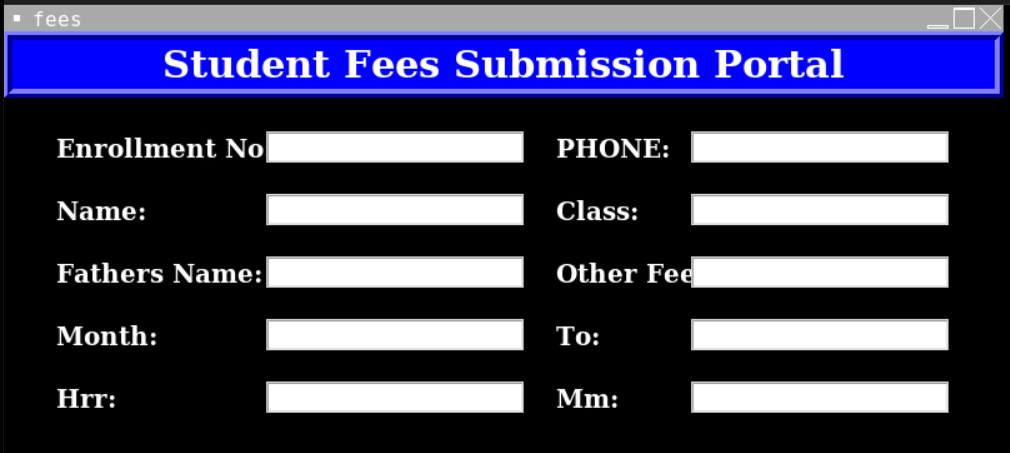 fees
Student Fees Submission Portal
Enrollment No
PHONE:
Name:
Class:
Fathers Name:
Other Fee
Month:
To:
Hrr:
Mm: